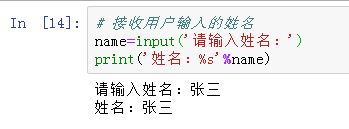 In [14]:
# 接收用户输入的姓名
name=input('请输入姓名：')
print('姓名：%s'%name)
请输入姓名：张三
姓名：张三